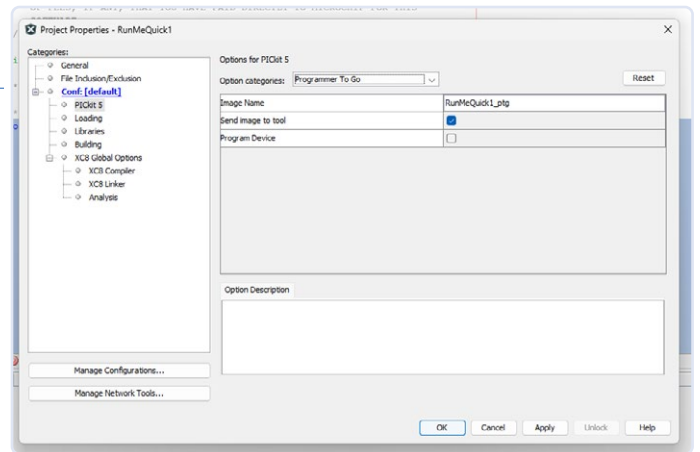 Project Properties - RunMeQuick1
Categories:
General
File Inclusion/Exclusion
Conf: [default]
PICkit 5
Loading
Libraries
Building
XC8 Global Options
XC8 Compiler
XC8 Linker
Analysis
Manage Configurations...
Manage Network Tools...
Options for PICkit 5
Option categories: Programmer To Go
Reset
Image Name RunMeQuick1_ptg
Send image to tool
Program Device
Option Description
OK Cancel Apply Unlock Help